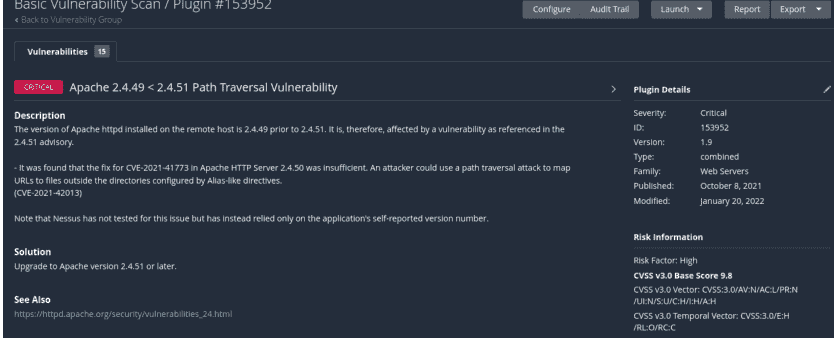 Basic Vulnerability Scan / Plugin #153952
Configure Audit Trail Launch Report Export
‹ Back to Vulnerability Group
Vulnerabilities 15
CRITICAL Apache 2.4.49 < 2.4.51 Path Traversal Vulnerability
Description
The version of Apache httpd installed on the remote host is 2.4.49 prior to 2.4.51. It is, therefore, affected by a vulnerability as referenced in the
2.4.51 advisory.
- It was found that the fix for CVE-2021-41773 in Apache HTTP Server 2.4.50 was insufficient. An attacker could use a path traversal attack to map
URLs to files outside the directories configured by Alias-like directives.
(CVE-2021-42013)
Note that Nessus has not tested for this issue but has instead relied only on the application's self-reported version number.
Solution
Upgrade to Apache version 2.4.51 or later.
See Also
https://httpd.apache.org/security/vulnerabilities_24.html
Plugin Details
Severity: Critical
ID: 153952
Version: 1.9
Type: combined
Family: Web Servers
Published: October 8, 2021
Modified: January 20, 2022
Risk Information
Risk Factor: High
CVSS v3.0 Base Score 9.8
CVSS v3.0 Vector: CVSS:3.0/AV:N/AC:L/PR:N
/UI:N/S:U/C:H/I:H/A:H
CVSS v3.0 Temporal Vector: CVSS:3.0/E:H
/RL:O/RC:C